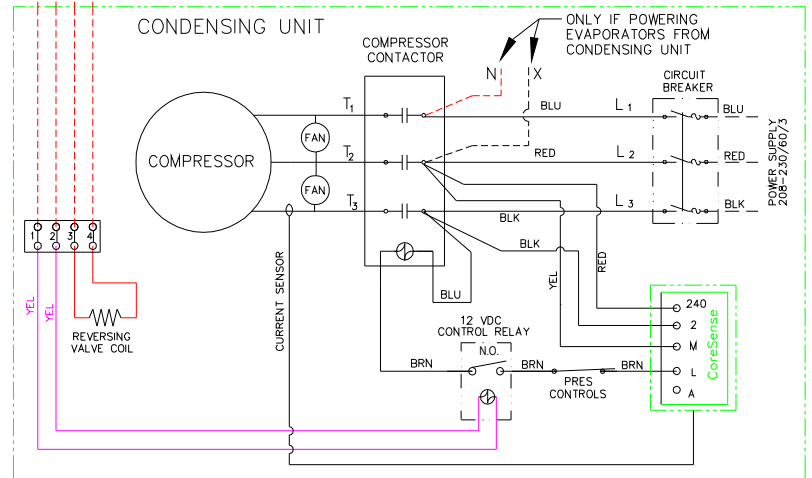 CONDENSING UNIT
ONLY IF POWERING
EVAPORATORS FROM
CONDENSING UNIT
COMPRESSOR
CONTACTOR
N
X
CIRCUIT
BREAKER
T1
BLU
L 1
BLU
FAN
COMPRESSOR
T2
RED
L 2
RED
POWER SUPPLY
208-230/60/3
FAN
T3
BLK
L 3
BLK
1 2 3 4
BLK
YEL
RED
CURRENT SENSOR
BLU
YEL
YEL
REVERSING
VALVE COIL
12 VDC
CONTROL RELAY
N.O.
BRN
BRN
BRN
PRES
CONTROLS
240
2
M
L
A
CoreSense